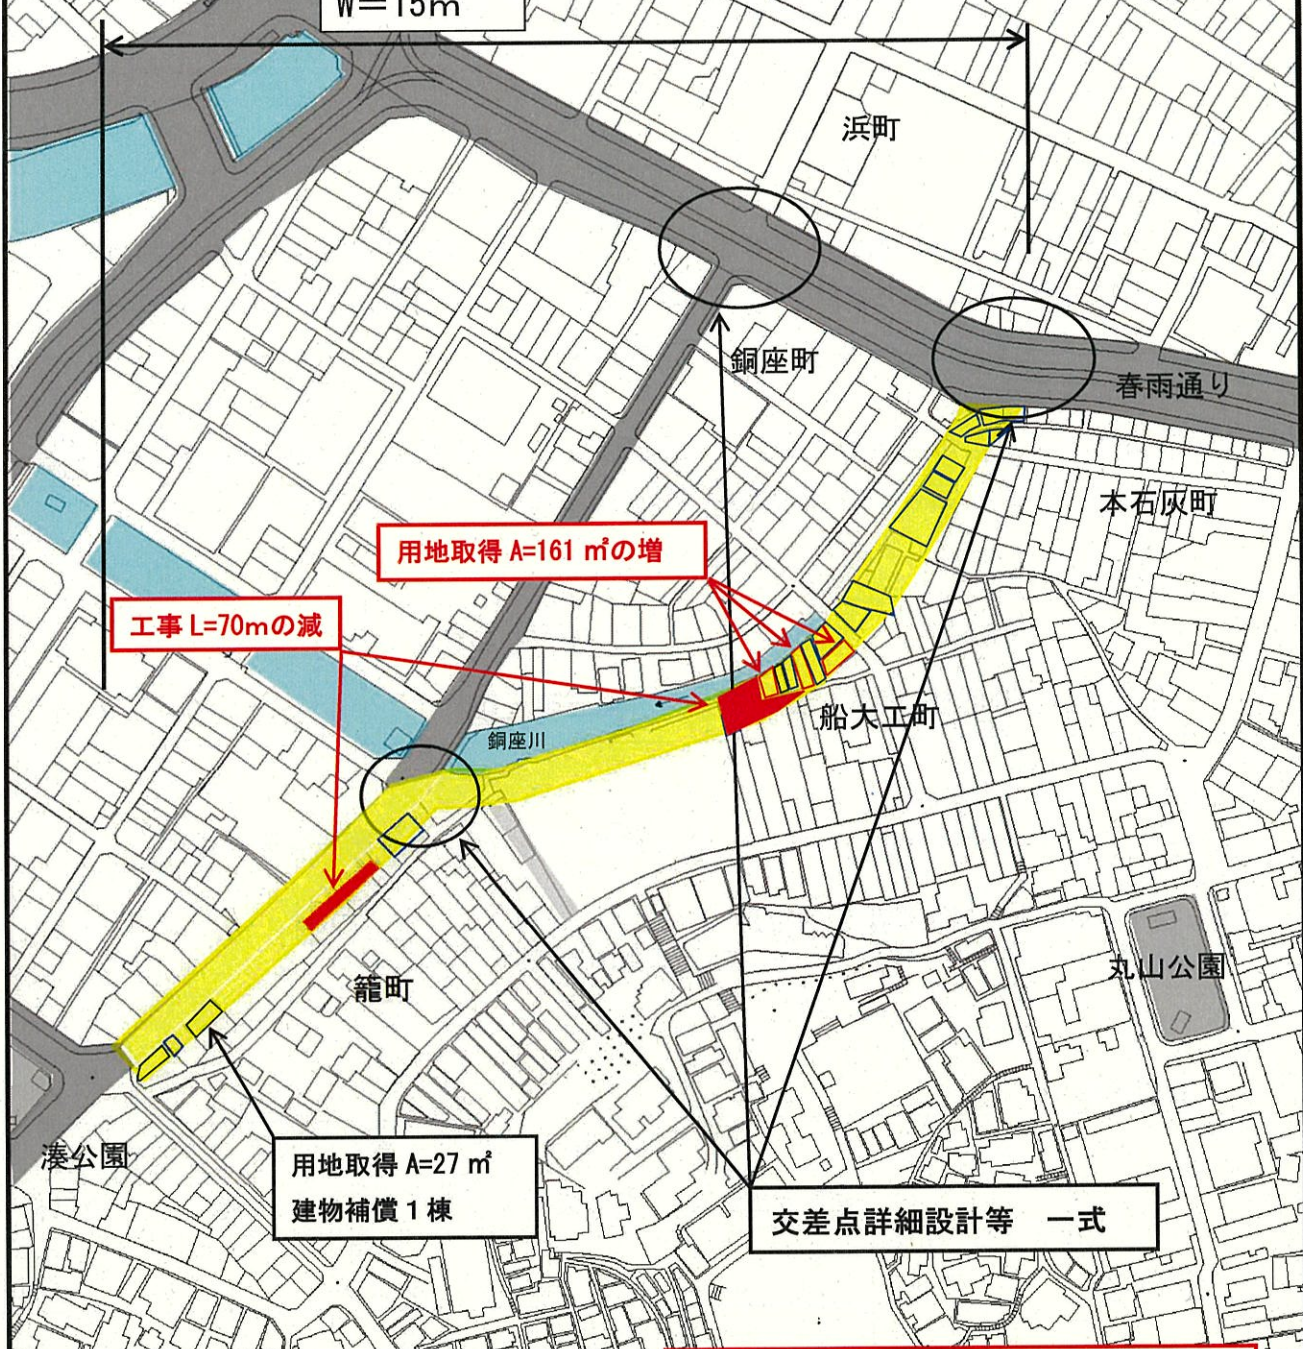 W＝15m
浜町
銅座町
春雨通り
本石灰町
用地取得 A=161 ㎡の増
工事 L=70mの減
船大工町
銅座川
籠町
丸山公園
湊公園
用地取得 A=27 ㎡
建物補償 1 棟
交差点詳細設計等　一式